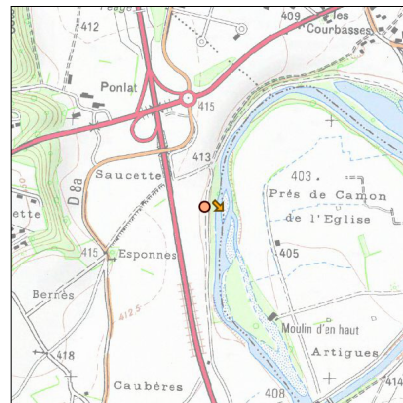 409
les
Courbasses
412
Ponlat
415
413
Saucette
403
Prés de Camon
de l'Eglise
D 8a
ette
415
Esponnes
405
Bernès
412.5
Moulin d'en haut
418
Artigues
Caubères
408
414